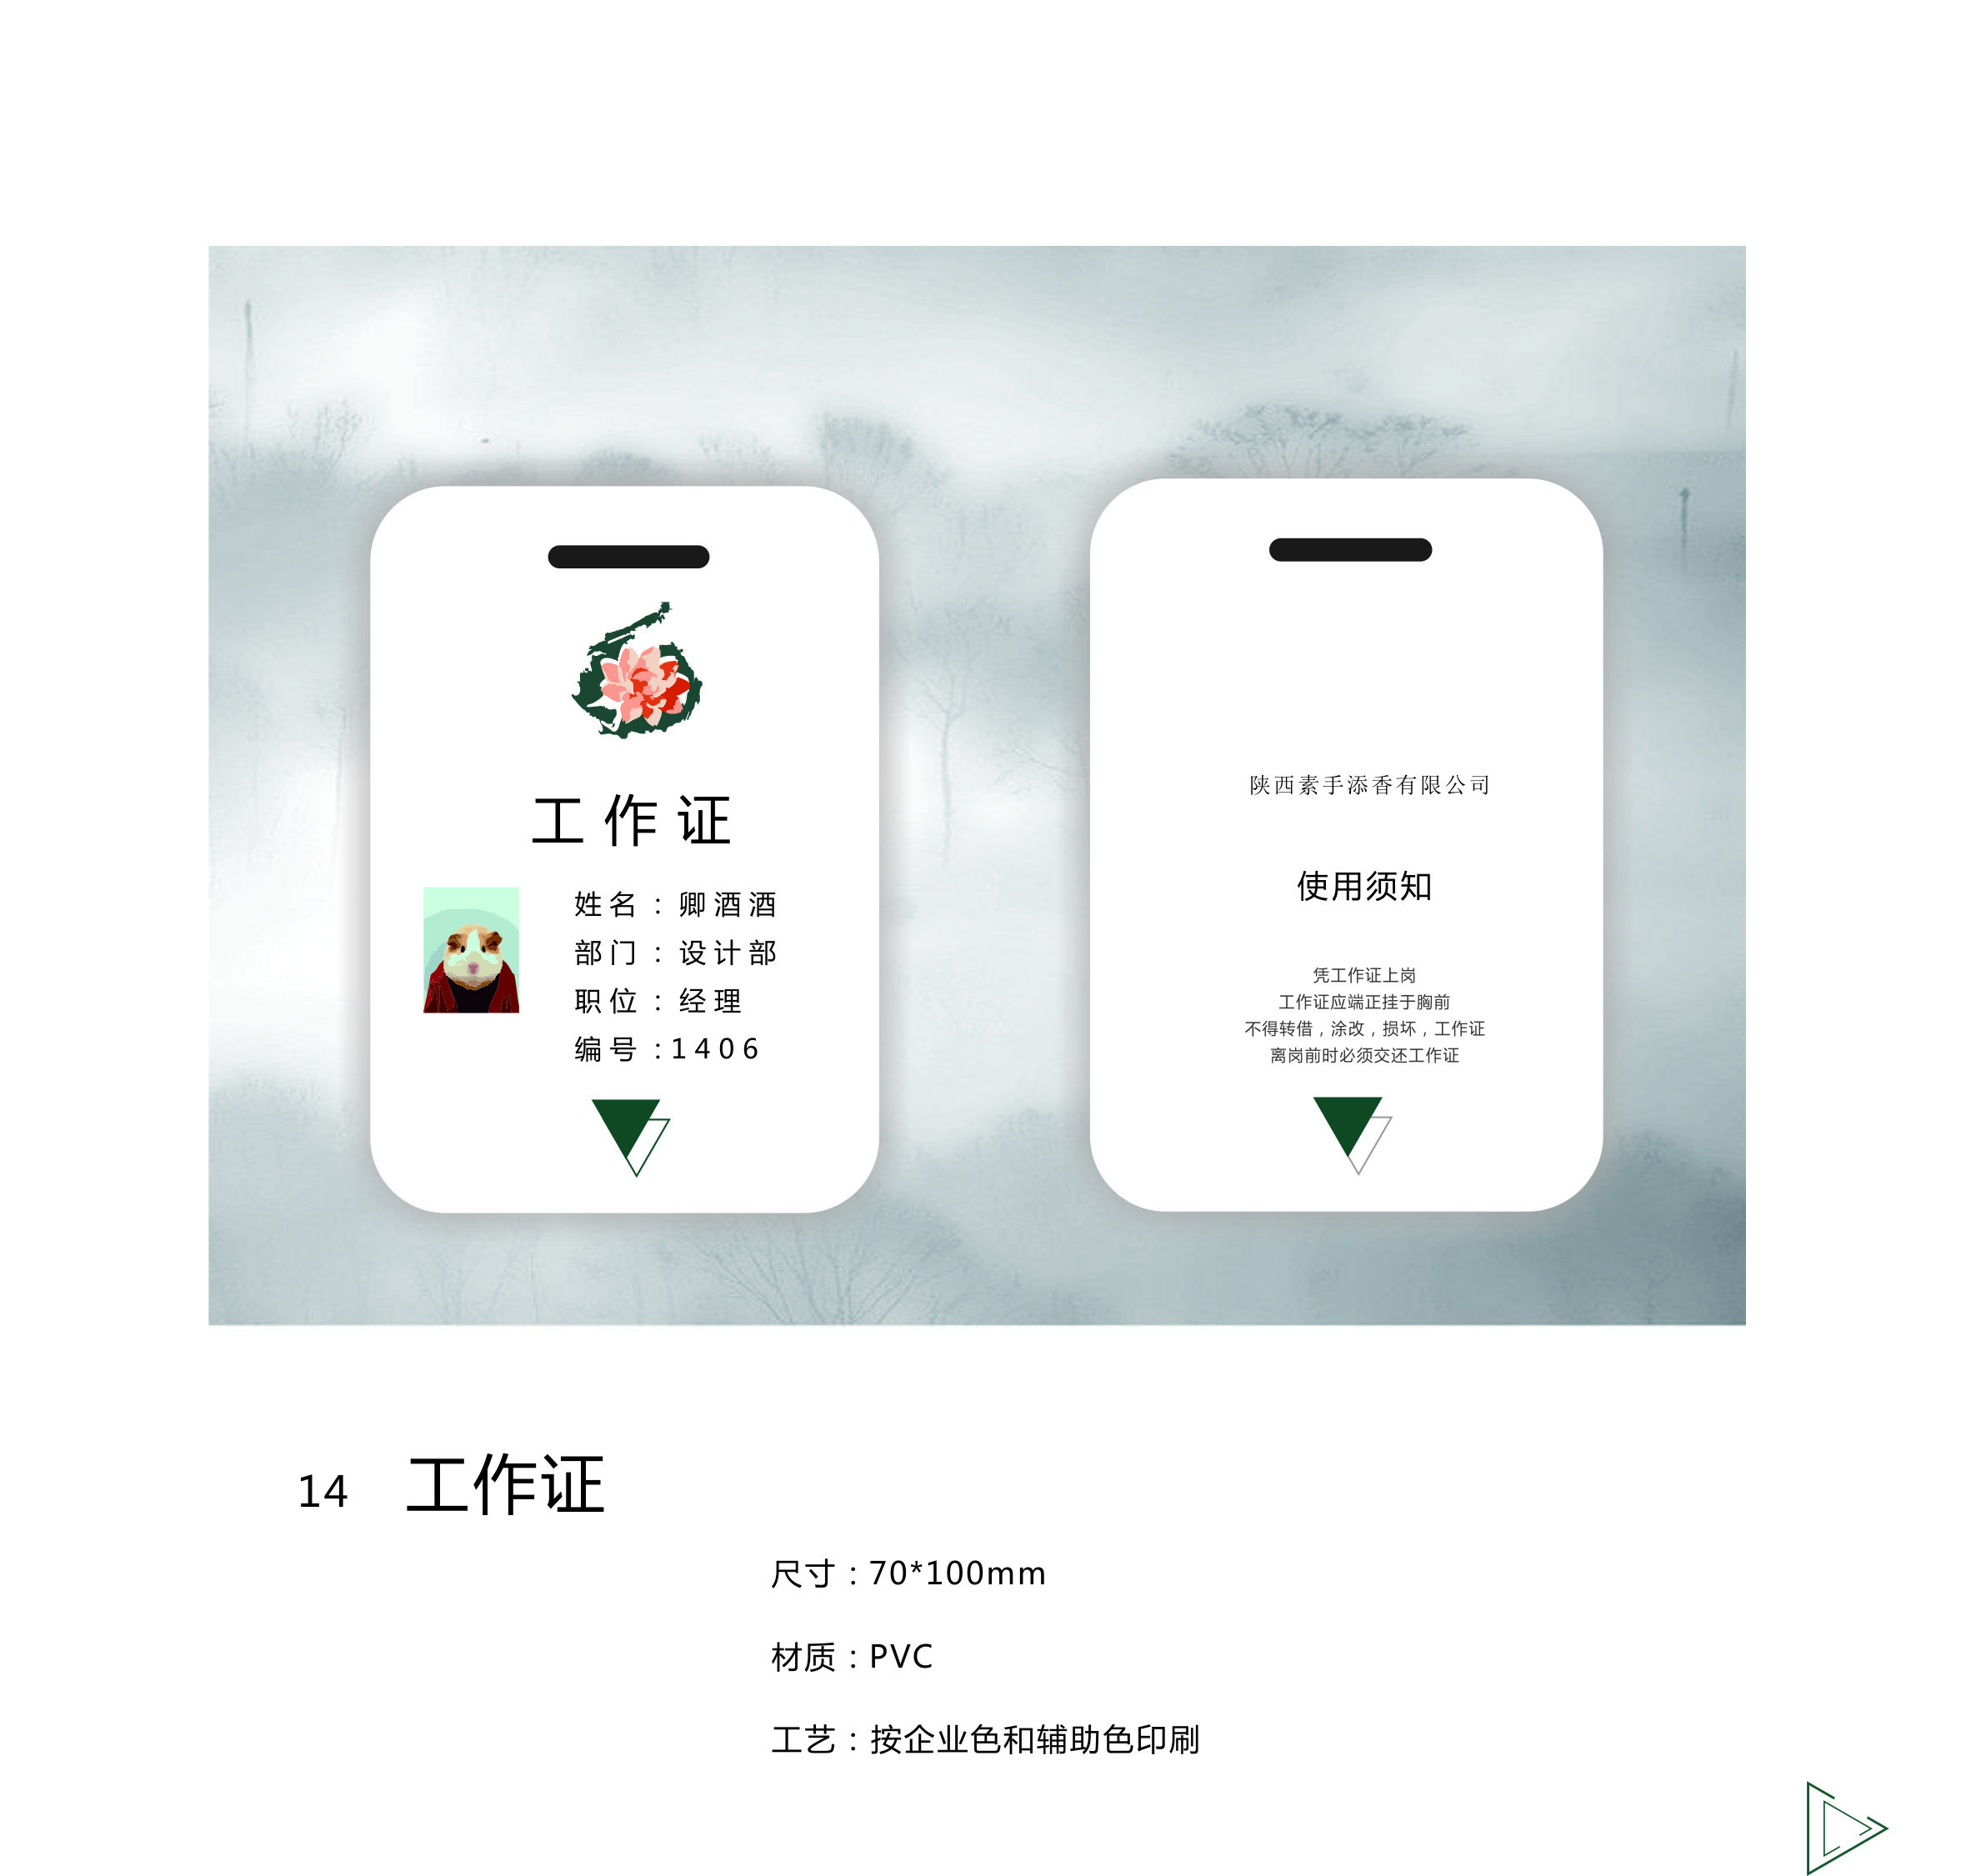 工作证
姓名：卿酒酒
部门：设计部
职位：经理
编号：1406
陕西素手添香有限公司
使用须知
凭工作证上岗
工作证应端正挂于胸前
不得转借，涂改，损坏，工作证
离岗前时必须交还工作证
14 工作证
尺寸：70*100mm
材质：PVC
工艺：按企业色和辅助色印刷